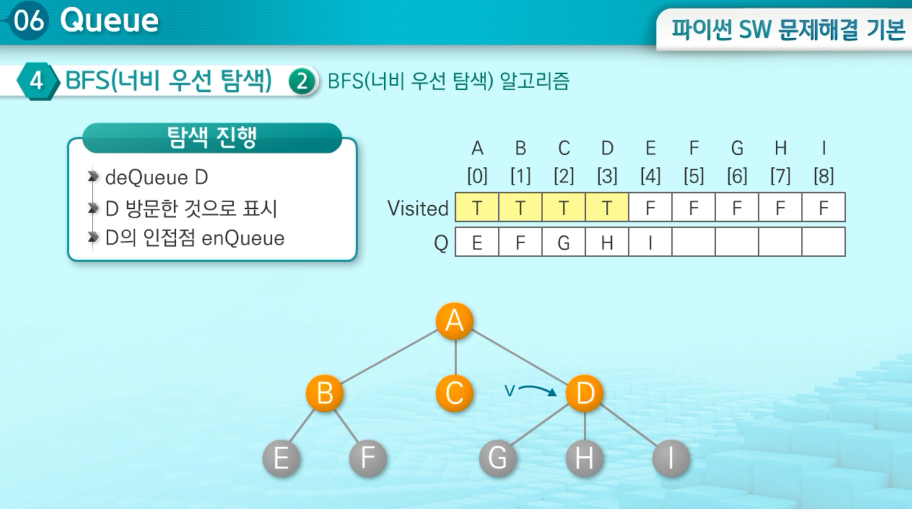 06 Queue
파이썬 SW 문제해결 기본
4 BFS(너비 우선 탐색) 2 BFS(너비 우선 탐색) 알고리즘
탐색 진행
deQueue D
D 방문한 것으로 표시
D의 인접점 enQueue
A B C D E F G H I
[0] [1] [2] [3] [4] [5] [6] [7] [8]
Visited T T T T F F F F F
Q E F G H I
A
B C v D
E F G H I